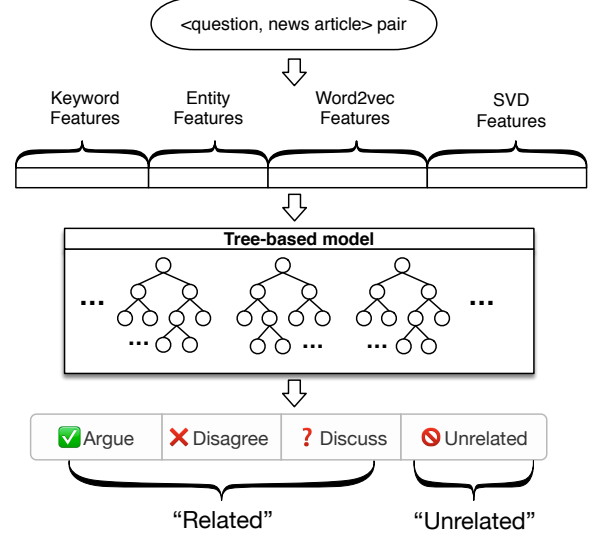 <question, news article> pair
Keyword Features
Entity Features
Word2vec Features
SVD Features
Tree-based model
... ...
... ... ...
Argue Disagree ? Discuss Unrelated
"Related" "Unrelated"